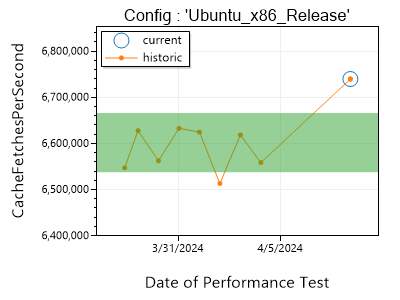 Config : 'Ubuntu_x86_Release'
CacheFetchesPerSecond
6,800,000
6,700,000
6,600,000
6,500,000
6,400,000
current
historic
3/31/2024
4/5/2024
Date of Performance Test